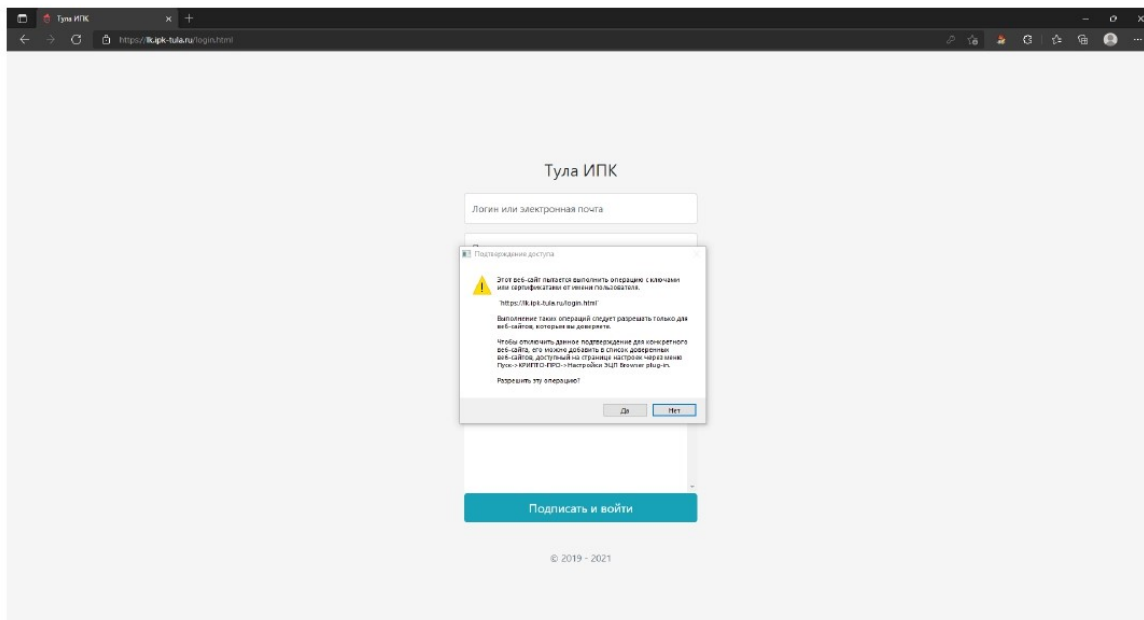 Тула ИПК
https://lk.ipk-tula.ru/login.html
Тула ИПК
Логин или электронная почта
Подтверждение доступа
Этот веб-сайт пытается выполнить операцию с ключами
или сертификатами от имени пользователя.
'https://lk.ipk-tula.ru/login.html'
Выполнение таких операций следует разрешать только для
веб-сайтов, которым вы доверяете.
Чтобы отключить данное подтверждение для конкретного
веб-сайта, его можно добавить в список доверенных
веб-сайтов, доступный на странице настроек через меню
Пуск->КРИПТО-ПРО->Настройки ЭЦП Browser plug-in.
Разрешить эту операцию?
Да
Нет
Подписать и войти
© 2019 - 2021